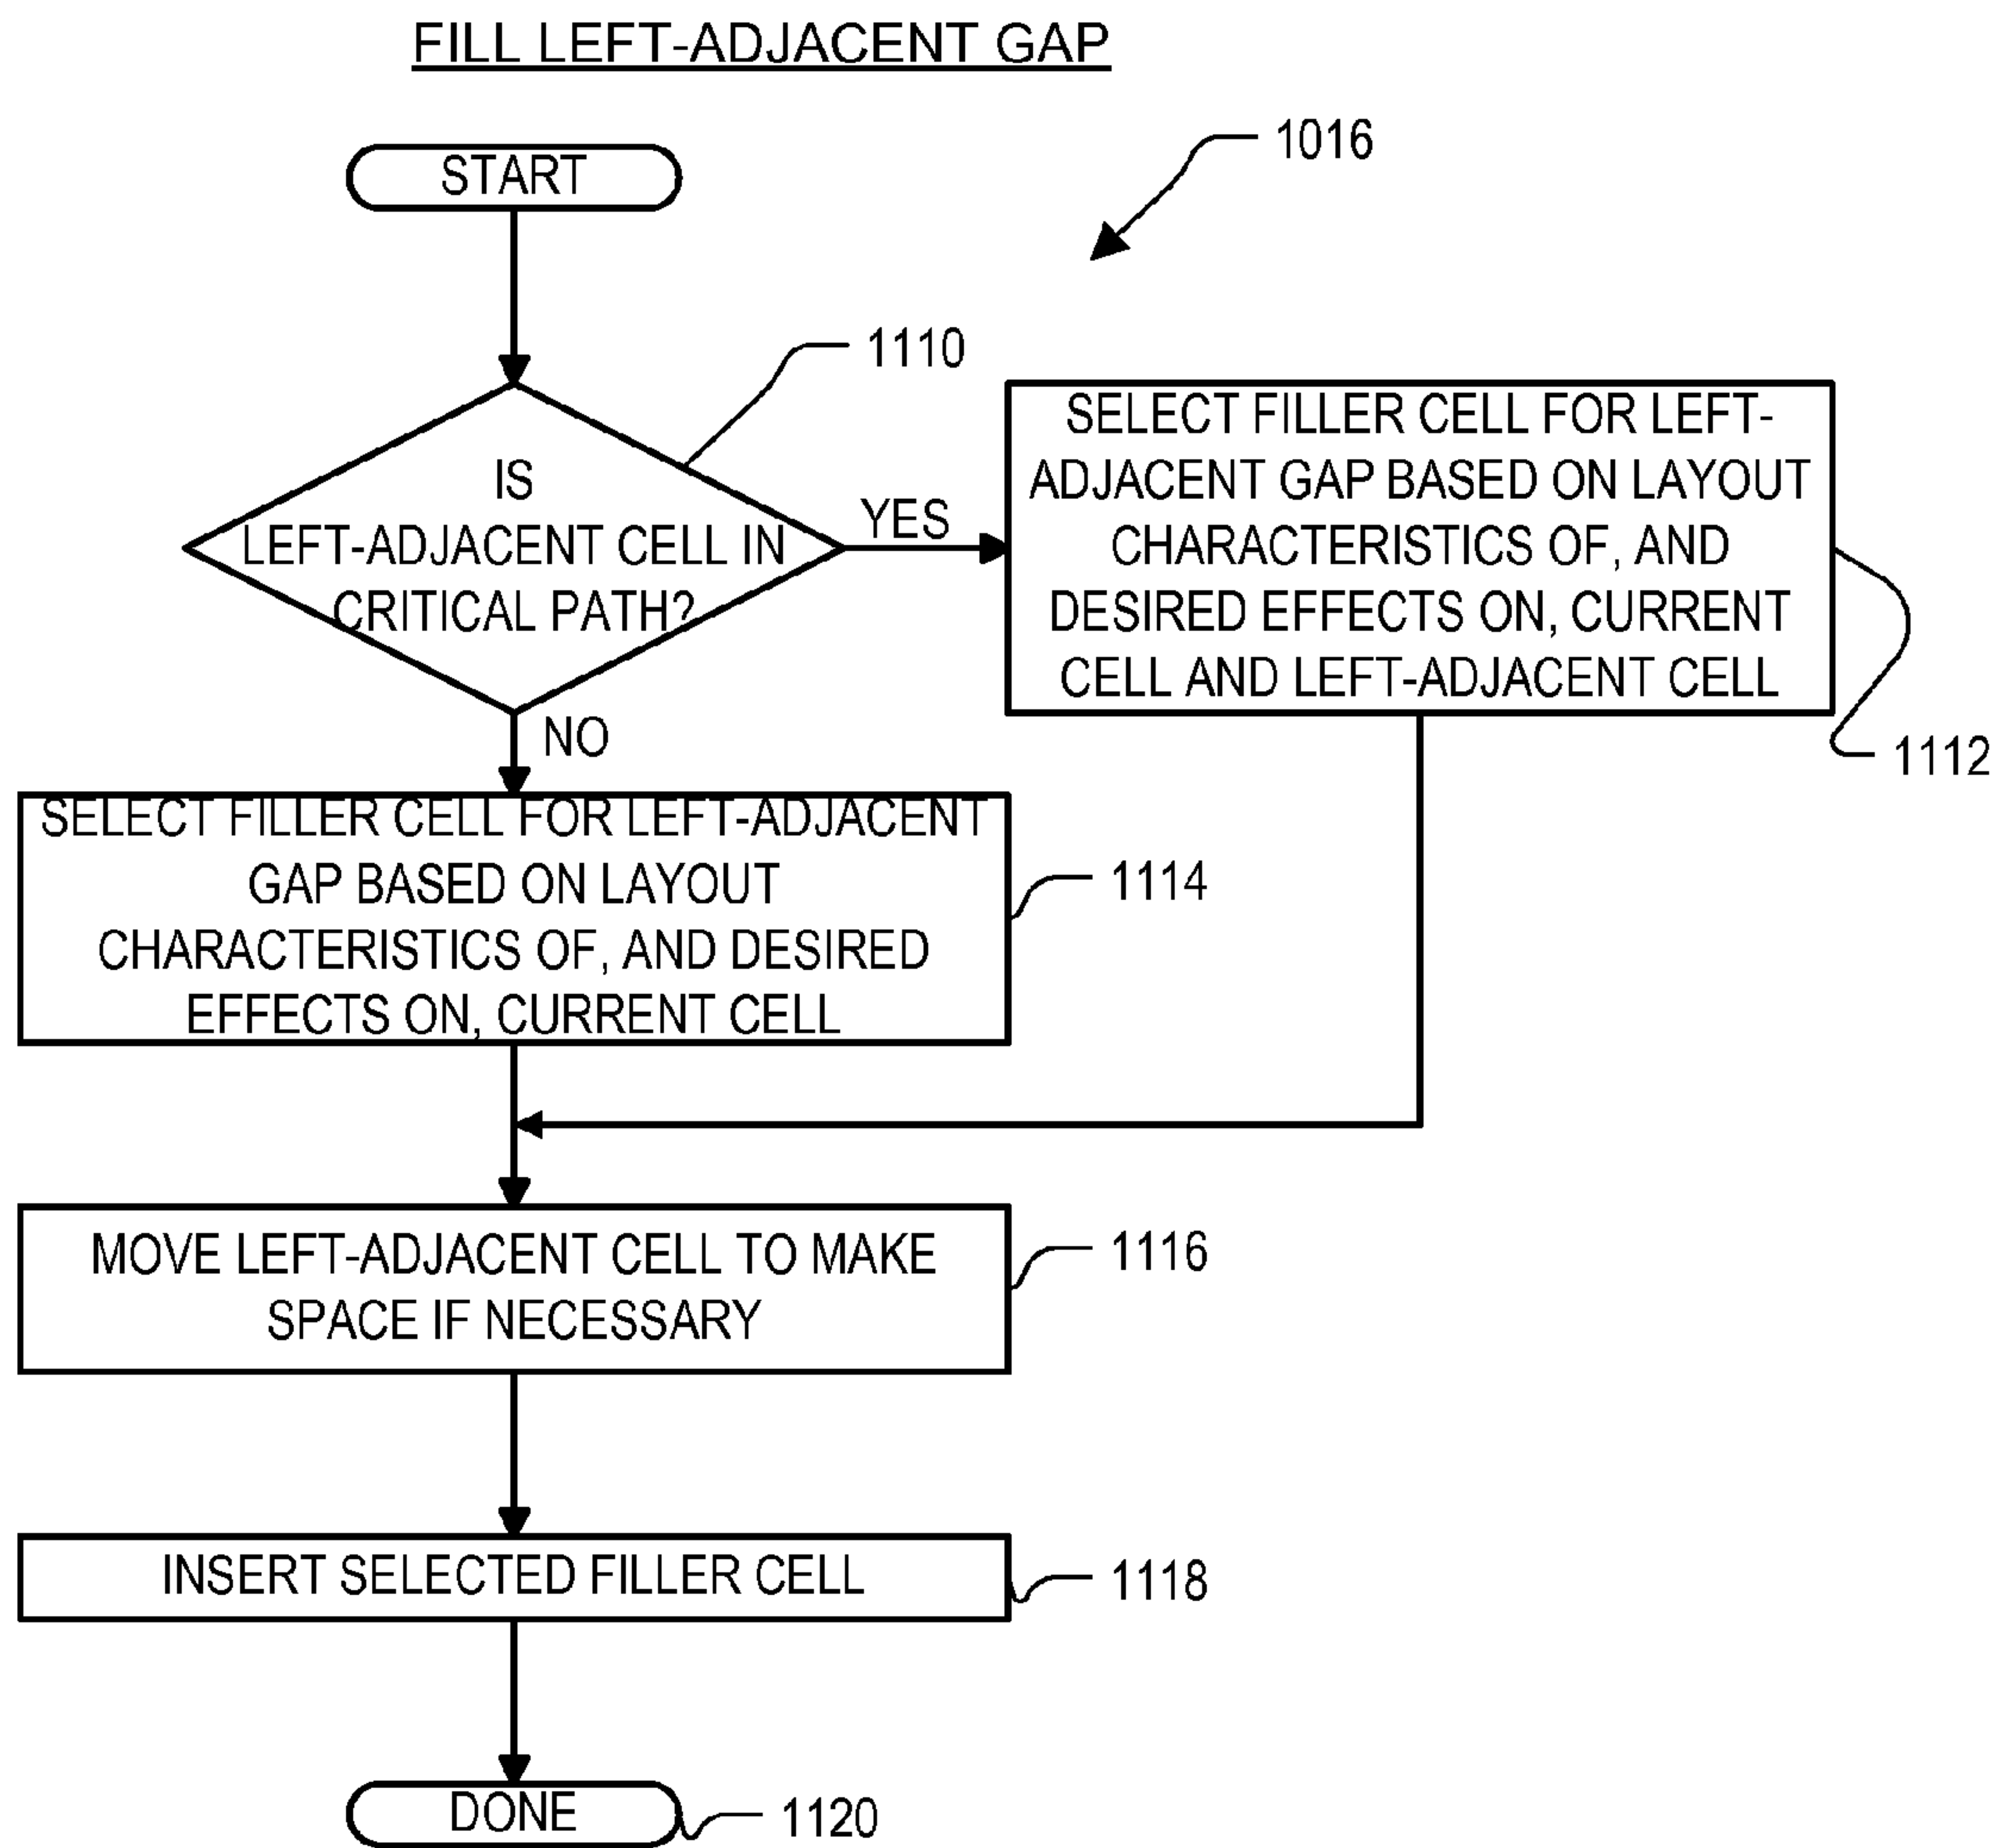 FILL LEFT-ADJACENT GAP
START
1016
1110
IS
LEFT-ADJACENT CELL IN
CRITICAL PATH?
YES
NO
SELECT FILLER CELL FOR LEFT-
ADJACENT GAP BASED ON LAYOUT
CHARACTERISTICS OF, AND
DESIRED EFFECTS ON, CURRENT
CELL AND LEFT-ADJACENT CELL
1112
SELECT FILLER CELL FOR LEFT-ADJACENT
GAP BASED ON LAYOUT
CHARACTERISTICS OF, AND DESIRED
EFFECTS ON, CURRENT CELL
1114
MOVE LEFT-ADJACENT CELL TO MAKE
SPACE IF NECESSARY
1116
INSERT SELECTED FILLER CELL
1118
DONE
1120